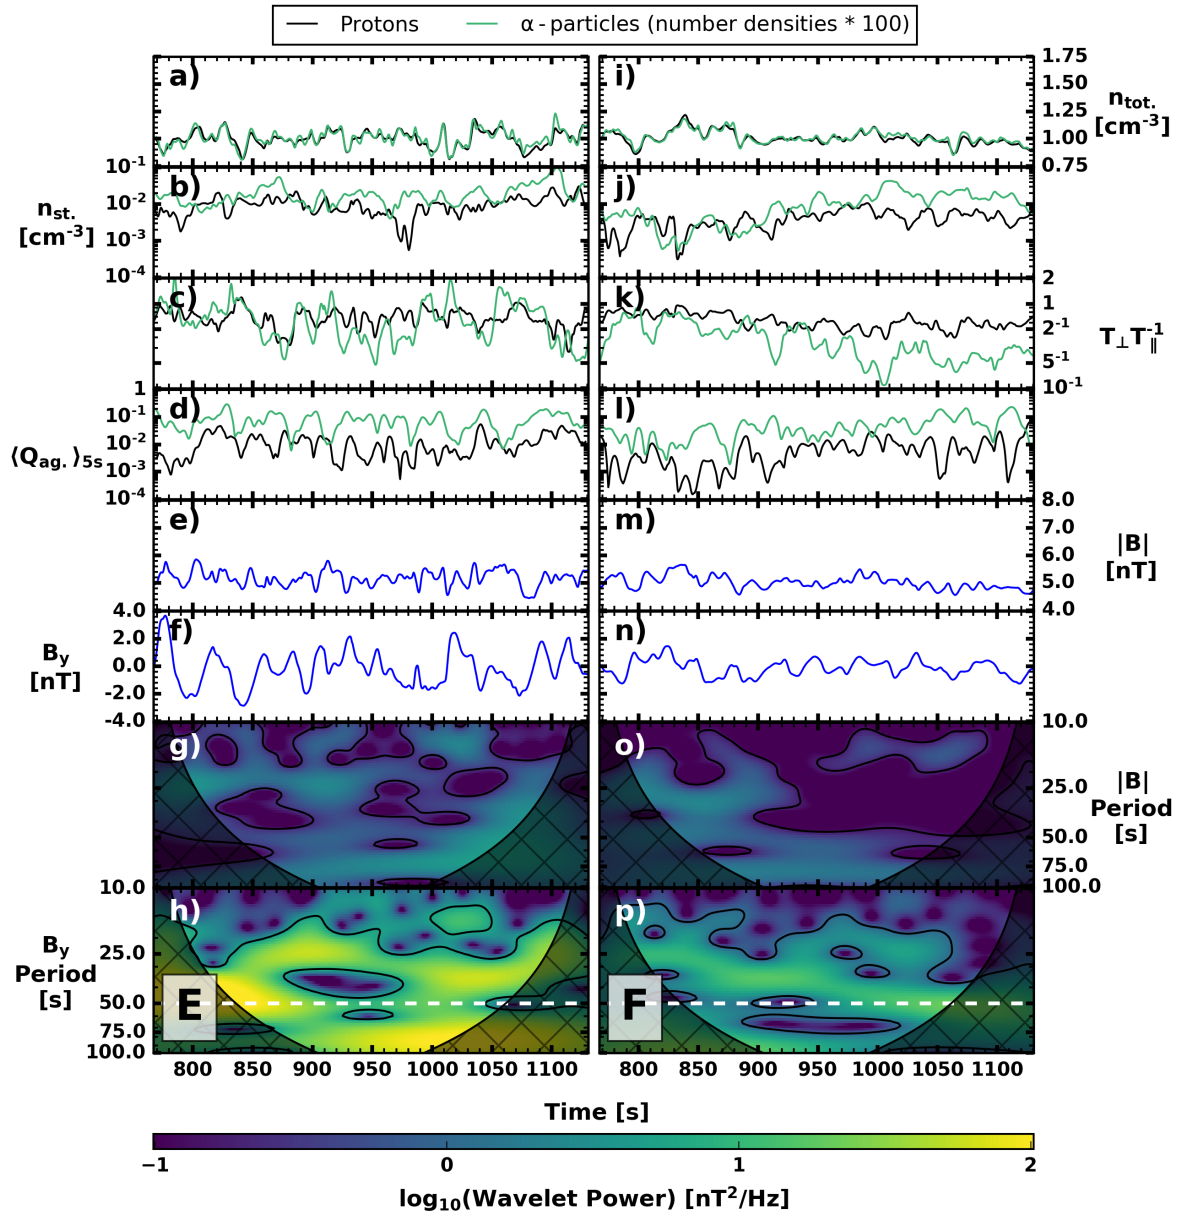 Protons α-particles (number densities * 100)
a) i) 1.75
1.50
1.25
1.00
0.75
n_tot.
[cm⁻³]
10⁻¹
b) j)
n_st.
[cm⁻³]
10⁻²
10⁻³
10⁻⁴
c) k) 2
1
2⁻¹
5⁻¹
10⁻¹
T⊥T∥⁻¹
1
d) l)
⟨Q_ag.⟩5s
10⁻¹
10⁻²
10⁻³
10⁻⁴
e) m) 8.0
7.0
6.0
5.0
4.0
|B|
[nT]
4.0
f) n)
B_y
[nT]
2.0
0.0
-2.0
-4.0
g) o) 10.0
25.0
50.0
75.0
100.0
|B|
Period
[s]
10.0
h) p)
B_y
Period
[s]
25.0
50.0
75.0
100.0
E F
800 850 900 950 1000 1050 1100 800 850 900 950 1000 1050 1100
Time [s]
−1 0 1 2
log₁₀(Wavelet Power) [nT²/Hz]